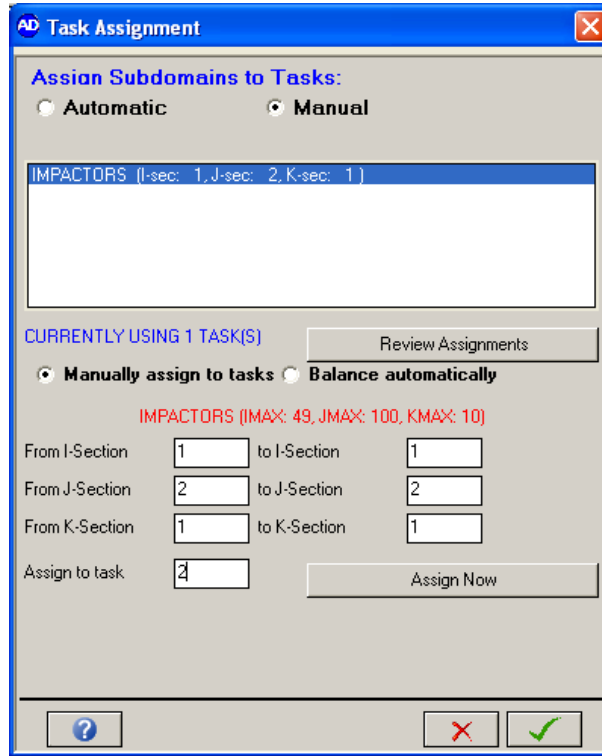 AD Task Assignment
Assign Subdomains to Tasks:
Automatic Manual
IMPACTORS (I-sec: 1, J-sec: 2, K-sec: 1 )
CURRENTLY USING 1 TASK(S) Review Assignments
Manually assign to tasks Balance automatically
IMPACTORS (IMAX: 49, JMAX: 100, KMAX: 10)
From I-Section 1 to I-Section 1
From J-Section 2 to J-Section 2
From K-Section 1 to K-Section 1
Assign to task 2 Assign Now
?